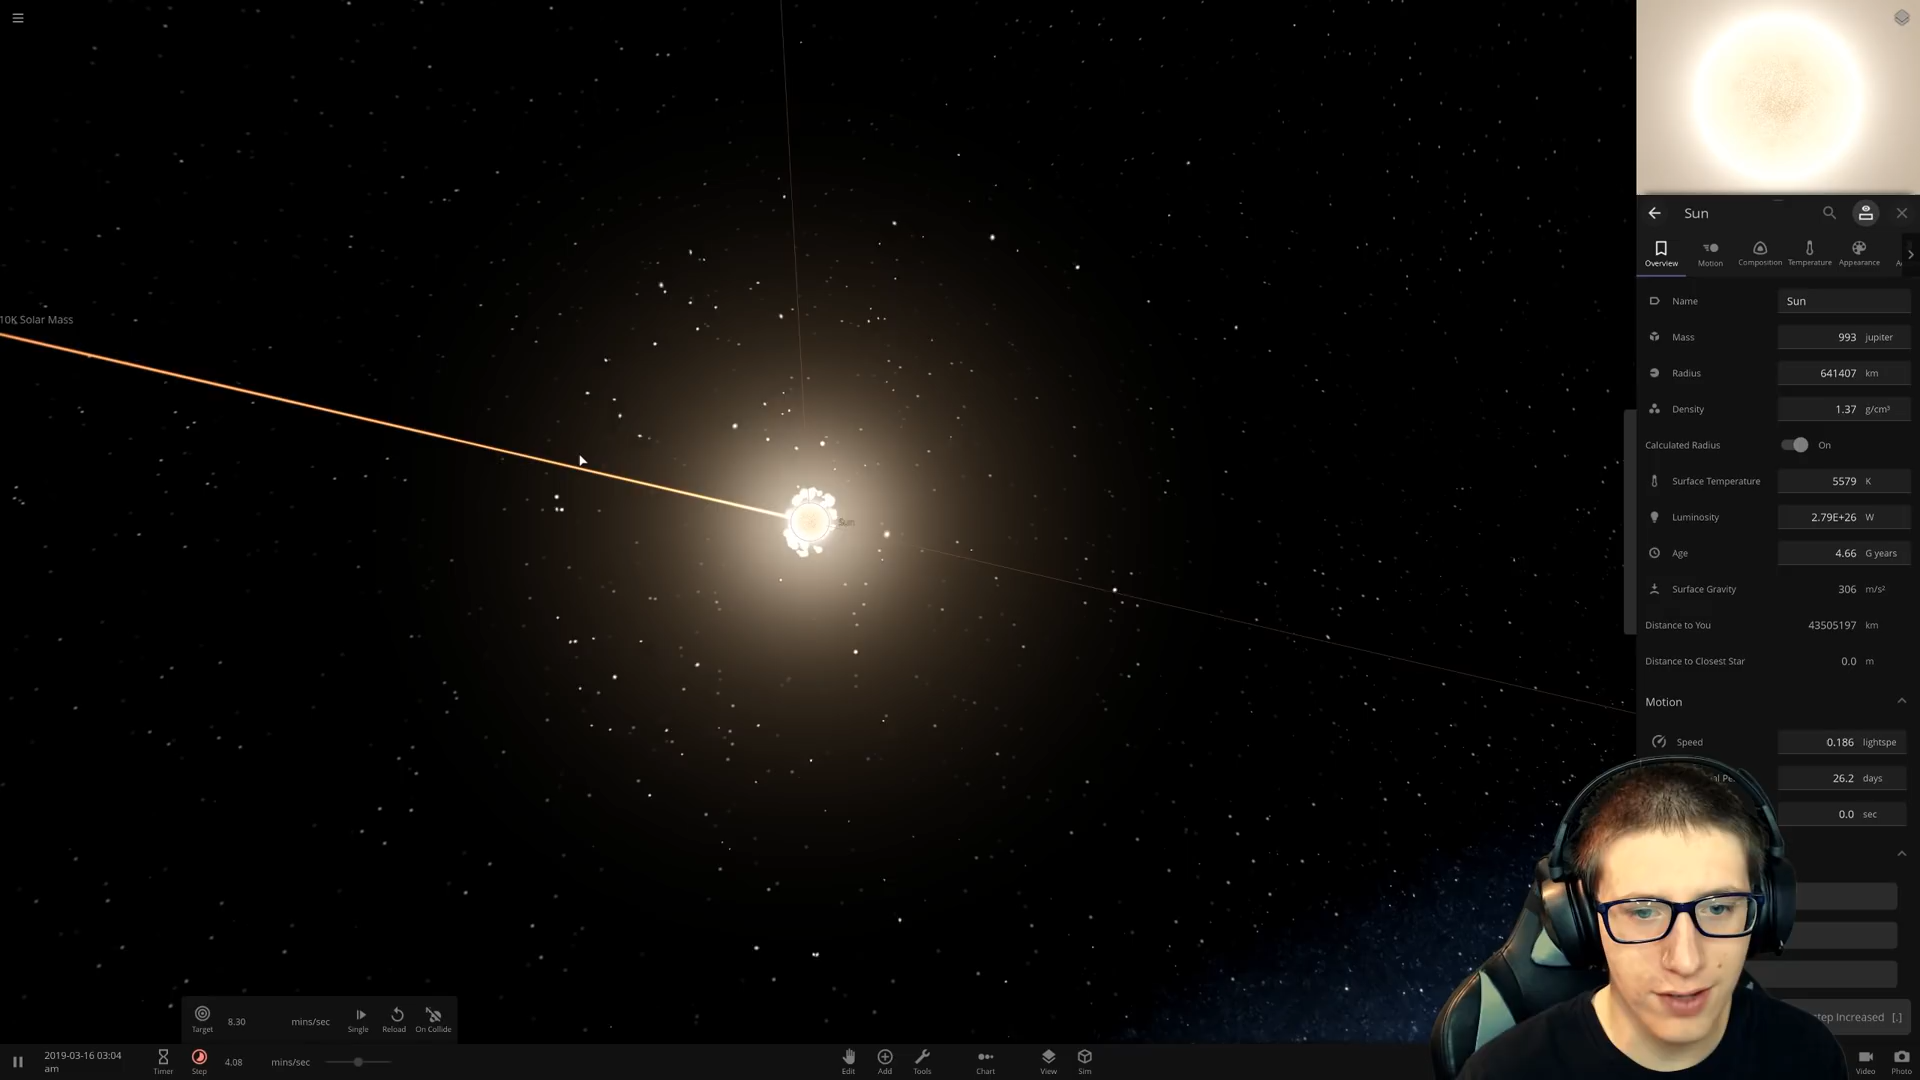 10K Solar Mass
Sun
Sun
Overview
Motion
Composition
Temperature
Appearance
Name
Sun
Mass
993 jupiter
Radius
641407 km
Density
1.37 g/cm³
Calculated Radius
On
Surface Temperature
5579 K
Luminosity
2.79E+26 W
Age
4.66 G years
Surface Gravity
306 m/s²
Distance to You
43505197 km
Distance to Closest Star
0.0 m
Motion
Speed
0.186 lightspe
26.2 days
0.0 sec
step Increased [.]
Target
8.30 mins/sec
Single
Reload
On Collide
2019-03-16 03:04
am
Timer
Step
4.08 mins/sec
Edit
Add
Tools
Chart
View
Sim
Video
Photo